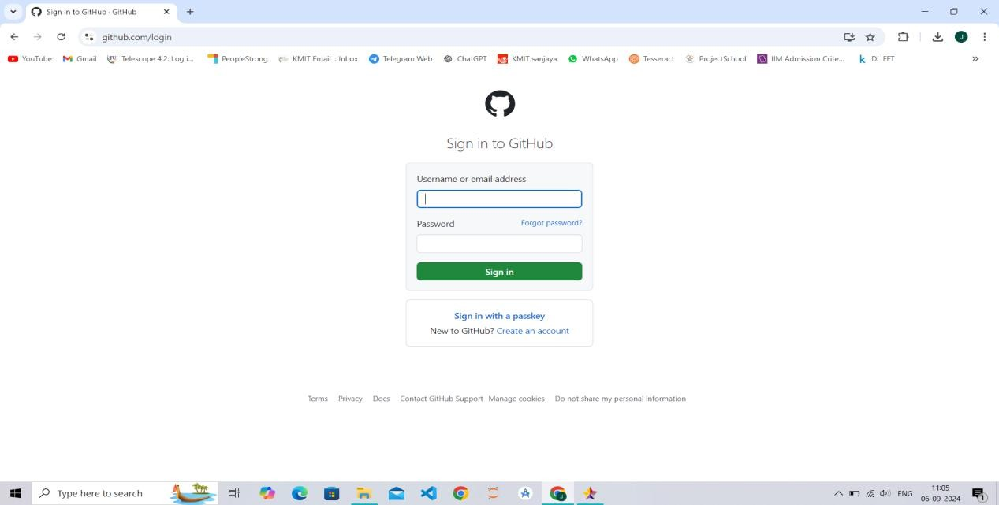 Sign in to GitHub · GitHub
github.com/login
J
YouTube Gmail Telescope 4.2: Log i... PeopleStrong KMIT Email :: Inbox Telegram Web ChatGPT KMIT sanjaya WhatsApp Tesseract ProjectSchool IIM Admission Crite... DL FET
Sign in to GitHub
Username or email address
Password Forgot password?
Sign in
Sign in with a passkey
New to GitHub? Create an account
Terms Privacy Docs Contact GitHub Support Manage cookies Do not share my personal information
Type here to search
ENG
11:05
06-09-2024
1